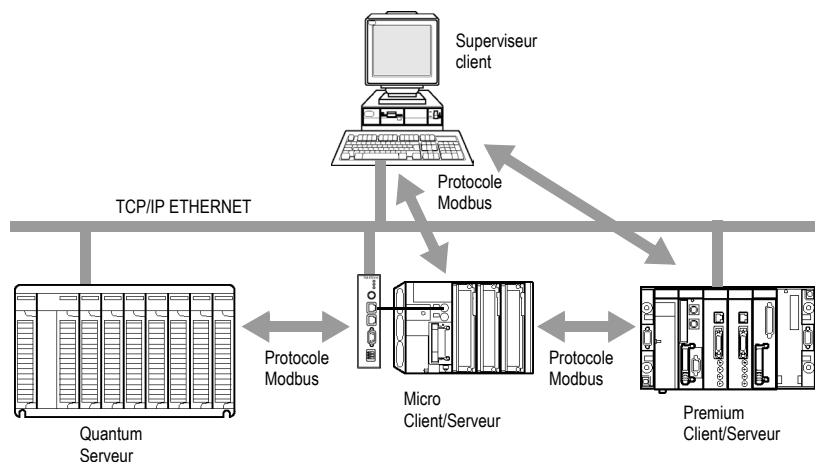 Superviseur
client
Protocole
Modbus
TCP/IP ETHERNET
Protocole
Modbus
Protocole
Modbus
Quantum
Serveur
Micro
Client/Serveur
Premium
Client/Serveur